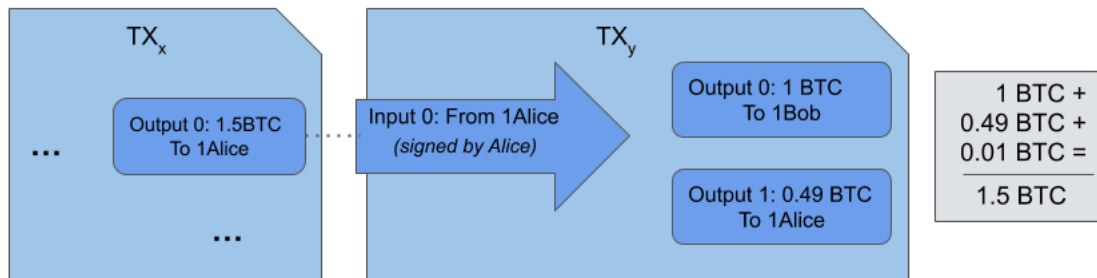 TXx
Output 0: 1.5BTC
To 1Alice
...
...
TXy
Input 0: From 1Alice
(signed by Alice)
Output 0: 1 BTC
To 1Bob
Output 1: 0.49 BTC
To 1Alice
1 BTC +
0.49 BTC +
0.01 BTC =
1.5 BTC